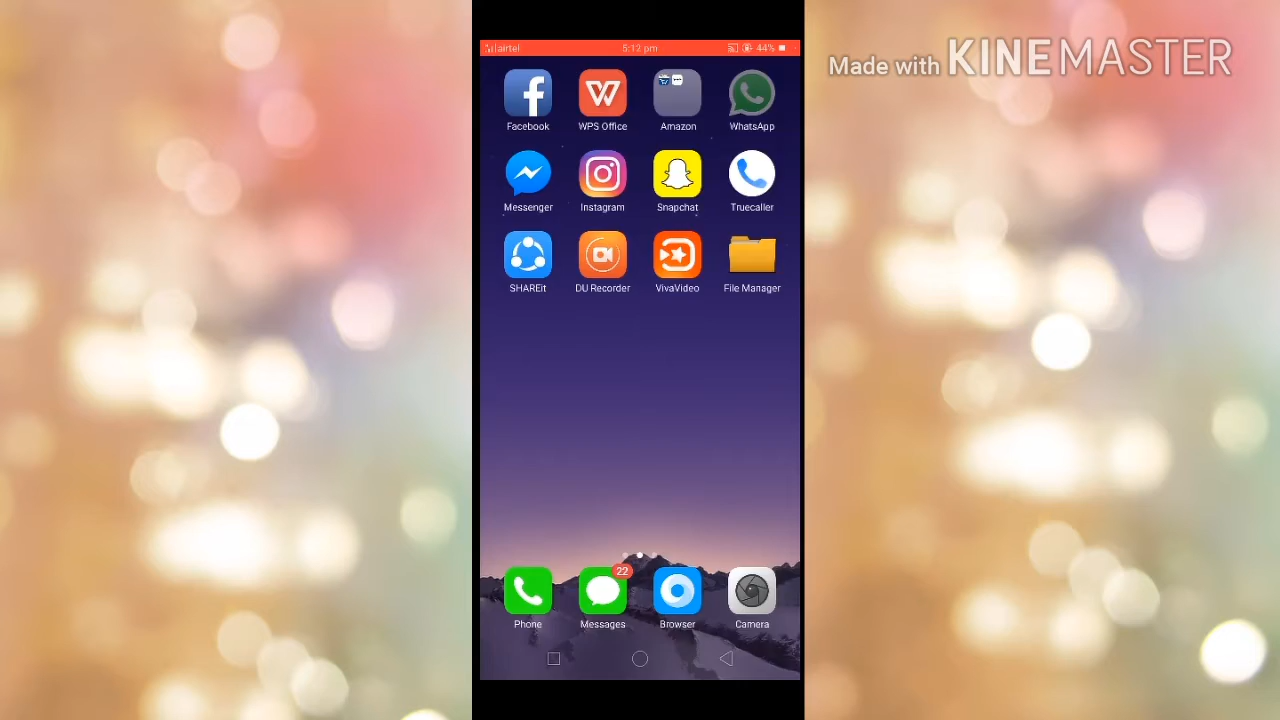 airtel 5:12 pm 44%
Made with KINEMASTER
Facebook WPS Office Amazon WhatsApp
Messenger Instagram Snapchat Truecaller
SHAREit DU Recorder VivaVideo File Manager
22
Phone Messages Browser Camera